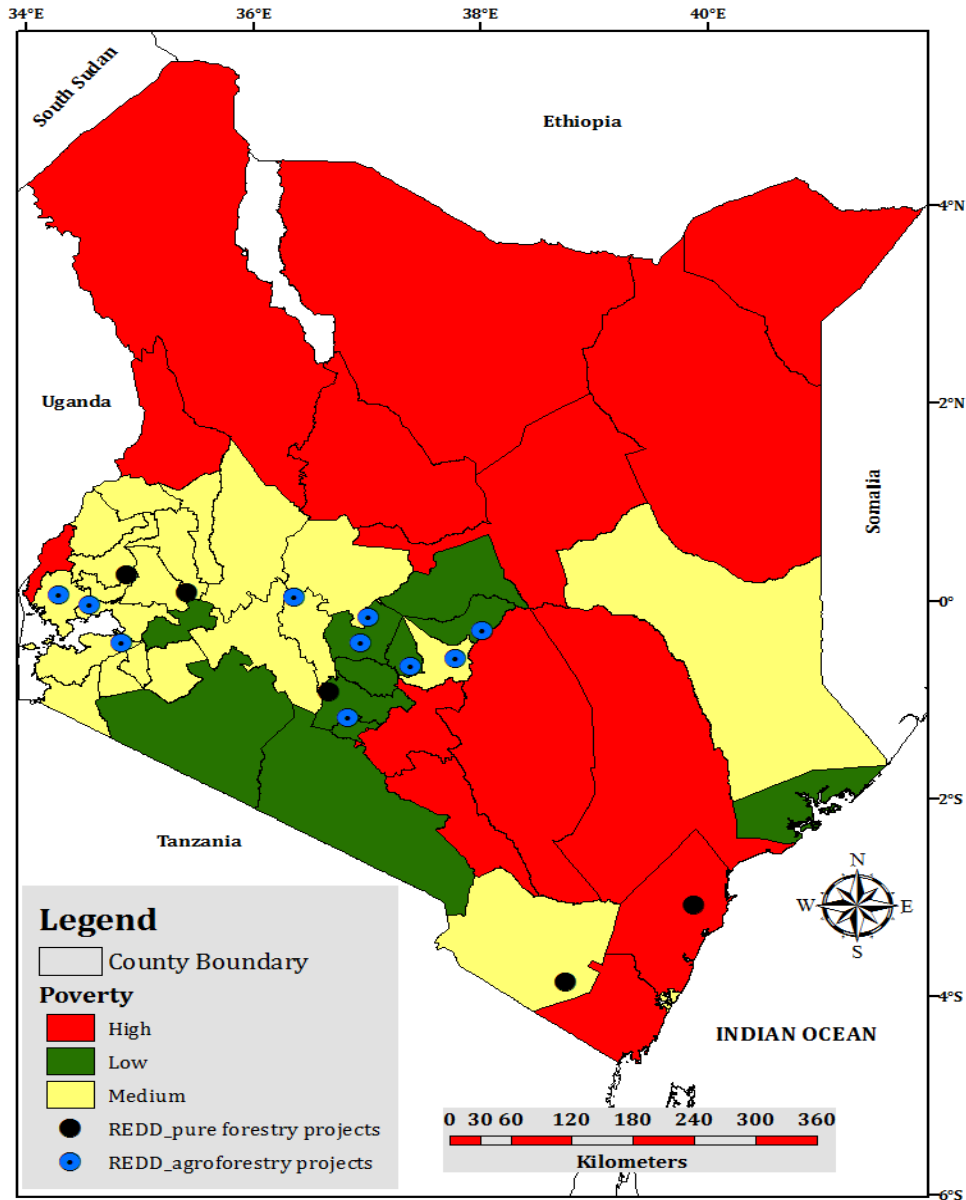 34°E 36°E 38°E 40°E
South Sudan
Ethiopia
4°N
2°N
Uganda
Somalia
0°
2°S
Tanzania
N
W E
S
Legend
County Boundary
Poverty
High
Low
Medium
REDD_pure forestry projects
REDD_agroforestry projects
4°S
INDIAN OCEAN
0 30 60 120 180 240 300 360
Kilometers
6°S